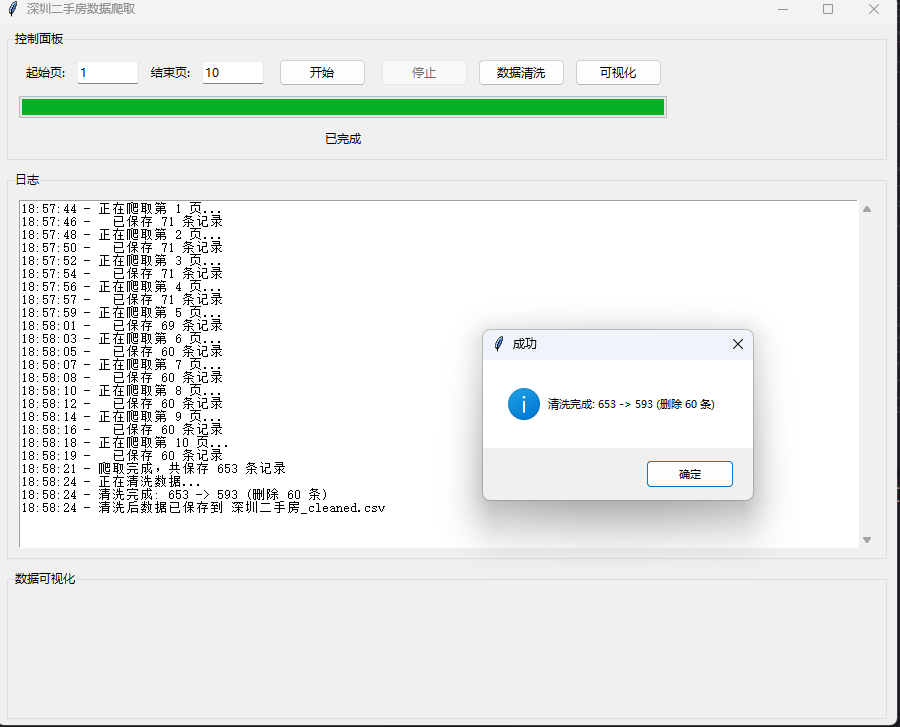 深圳二手房数据爬取
控制面板
起始页: 1 结束页: 10 开始 停止 数据清洗 可视化
已完成
日志
18:57:44 - 正在爬取第 1 页...
18:57:46 -   已保存 71 条记录
18:57:48 - 正在爬取第 2 页...
18:57:50 -   已保存 71 条记录
18:57:52 - 正在爬取第 3 页...
18:57:54 -   已保存 71 条记录
18:57:56 - 正在爬取第 4 页...
18:57:57 -   已保存 71 条记录
18:57:59 - 正在爬取第 5 页...
18:58:01 -   已保存 69 条记录
18:58:03 - 正在爬取第 6 页...
18:58:05 -   已保存 60 条记录
18:58:07 - 正在爬取第 7 页...
18:58:08 -   已保存 60 条记录
18:58:10 - 正在爬取第 8 页...
18:58:12 -   已保存 60 条记录
18:58:14 - 正在爬取第 9 页...
18:58:16 -   已保存 60 条记录
18:58:18 - 正在爬取第 10 页...
18:58:19 -   已保存 60 条记录
18:58:21 - 爬取完成，共保存 653 条记录
18:58:24 - 正在清洗数据...
18:58:24 - 清洗完成: 653 -> 593 (删除 60 条)
18:58:24 - 清洗后数据已保存到 深圳二手房_cleaned.csv
成功
清洗完成: 653 -> 593 (删除 60 条)
确定
数据可视化